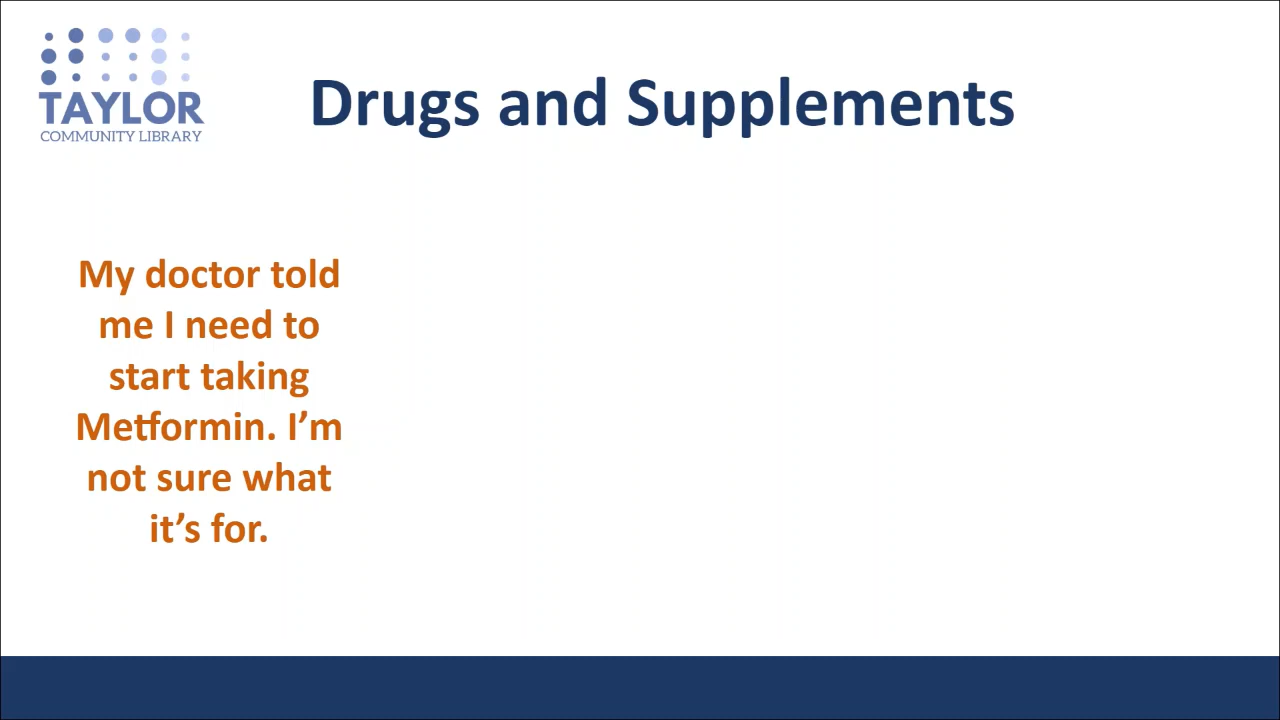 TAYLOR
COMMUNITY LIBRARY
Drugs and Supplements
My doctor told
me I need to
start taking
Metformin. I’m
not sure what
it’s for.